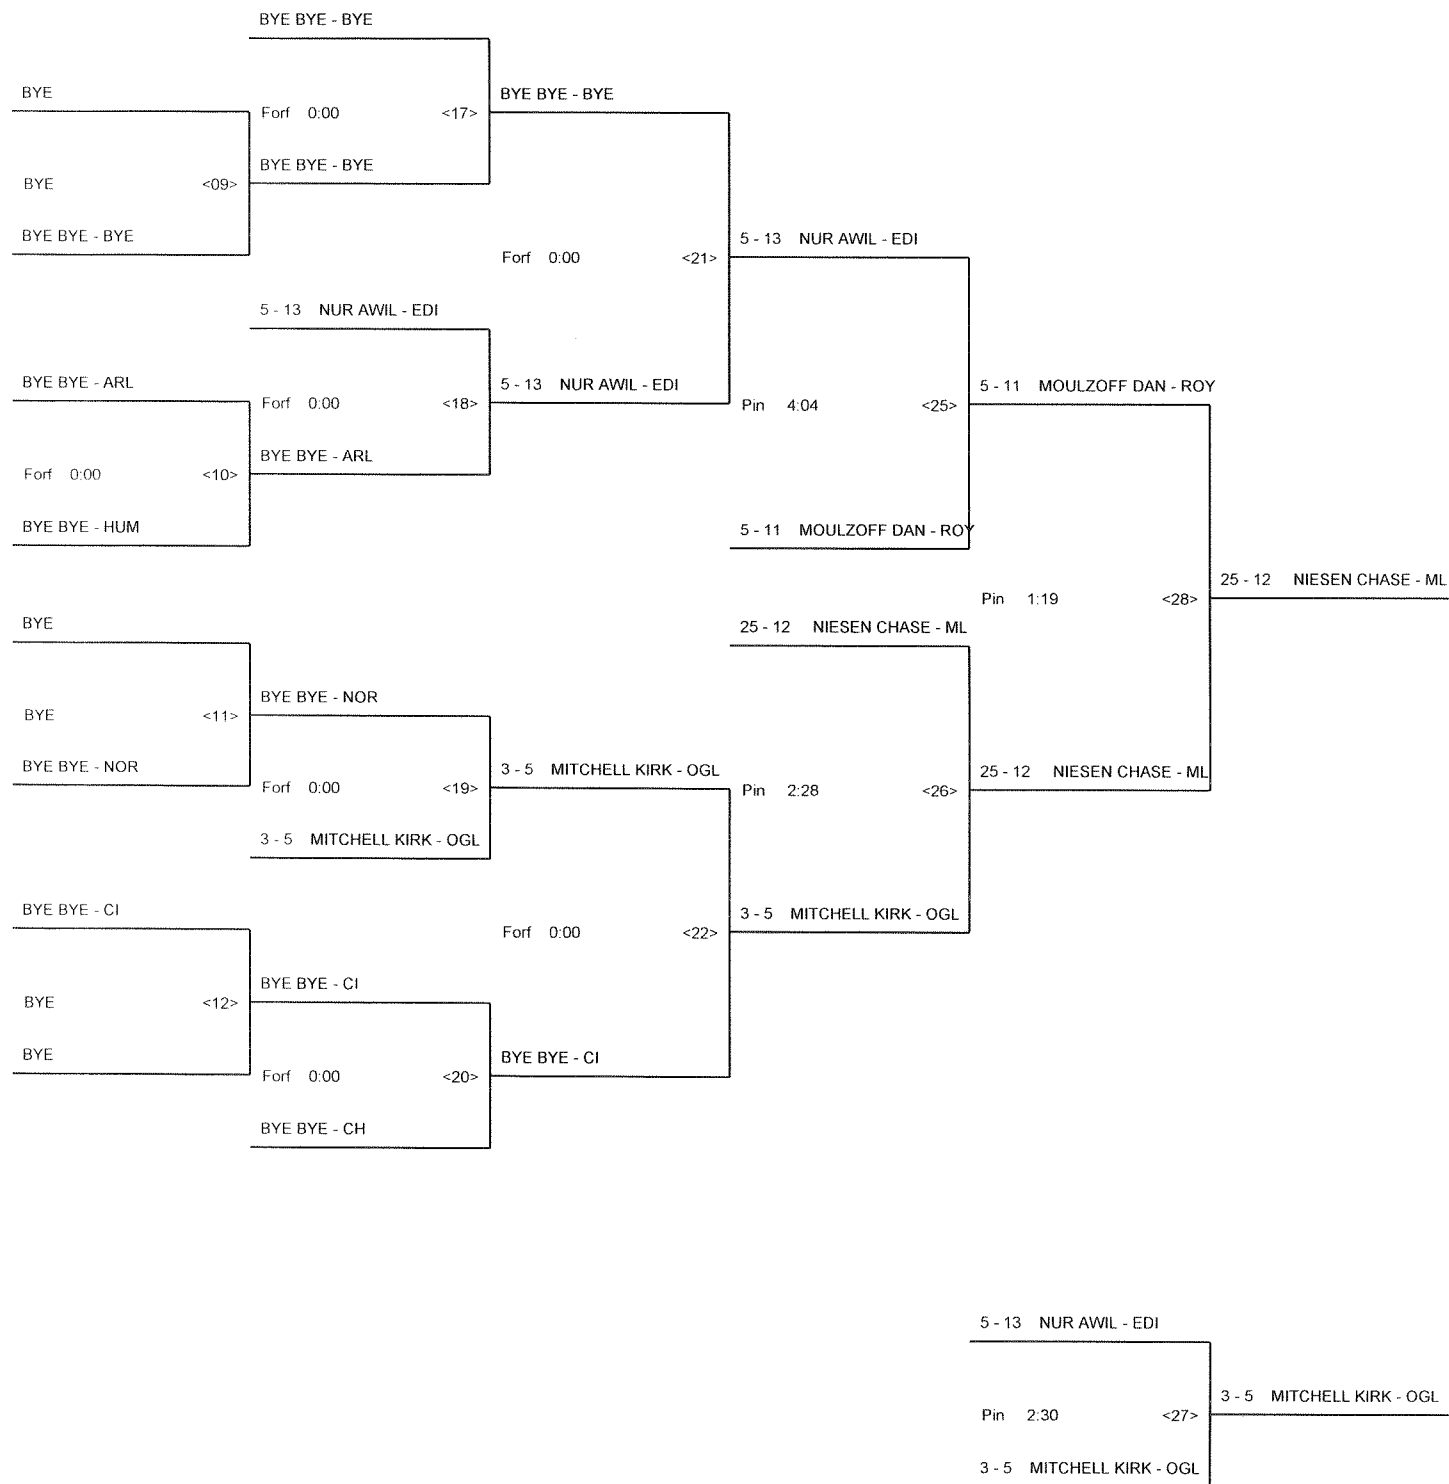 BYE BYE - BYE
BYE
Forf 0:00 <17>
BYE BYE - BYE
BYE BYE - BYE
BYE <09>
BYE BYE - BYE
5 - 13 NUR AWIL - EDI
Forf 0:00 <21>
5 - 13 NUR AWIL - EDI
BYE BYE - ARL
Forf 0:00 <18>
5 - 13 NUR AWIL - EDI
5 - 11 MOULZOFF DAN - ROY
Pin 4:04 <25>
BYE BYE - ARL
Forf 0:00 <10>
BYE BYE - HUM
5 - 11 MOULZOFF DAN - ROY
25 - 12 NIESEN CHASE - ML
Pin 1:19 <28>
BYE
25 - 12 NIESEN CHASE - ML
BYE BYE - NOR
BYE <11>
BYE BYE - NOR
3 - 5 MITCHELL KIRK - OGL
25 - 12 NIESEN CHASE - ML
Forf 0:00 <19>
Pin 2:28 <26>
3 - 5 MITCHELL KIRK - OGL
BYE BYE - CI
3 - 5 MITCHELL KIRK - OGL
Forf 0:00 <22>
BYE BYE - CI
BYE <12>
BYE
BYE BYE - CI
Forf 0:00 <20>
BYE BYE - CH
5 - 13 NUR AWIL - EDI
3 - 5 MITCHELL KIRK - OGL
Pin 2:30 <27>
3 - 5 MITCHELL KIRK - OGL